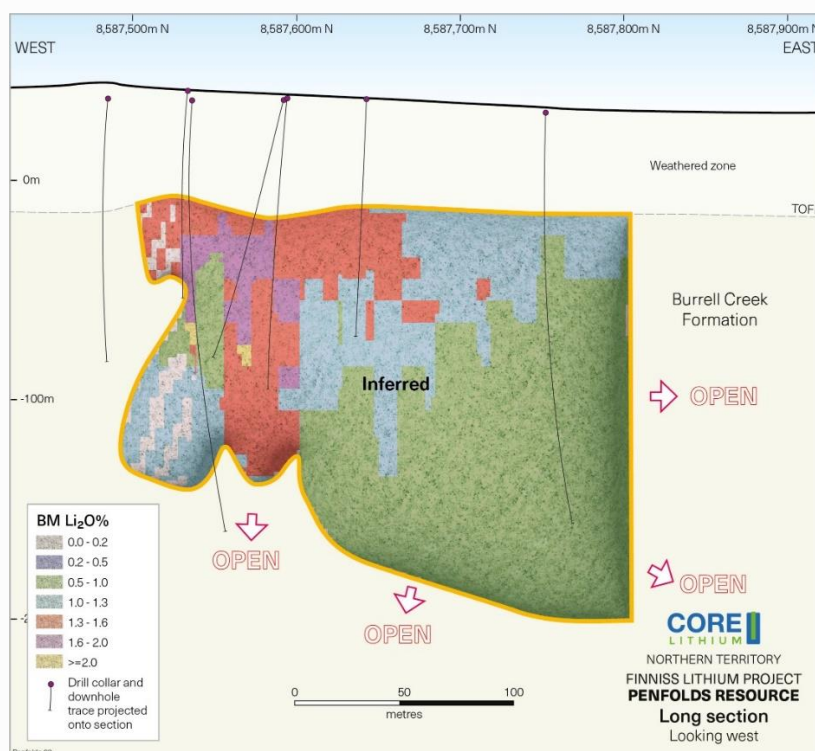 8,587,500m N
8,587,600m N
8,587,700m N
8,587,800m N
8,587,900m N
WEST
EAST
0m
Weathered zone
TOF
Burrell Creek
Formation
-100m
Inferred
OPEN
BM Li₂O%
0.0 - 0.2
0.2 - 0.5
0.5 - 1.0
1.0 - 1.3
1.3 - 1.6
1.6 - 2.0
>=2.0
Drill collar and
downhole
trace projected
onto section
OPEN
OPEN
OPEN
0 50 100
metres
CORE
LITHIUM
NORTHERN TERRITORY
FINNISS LITHIUM PROJECT
PENFOLDS RESOURCE
Long section
Looking west